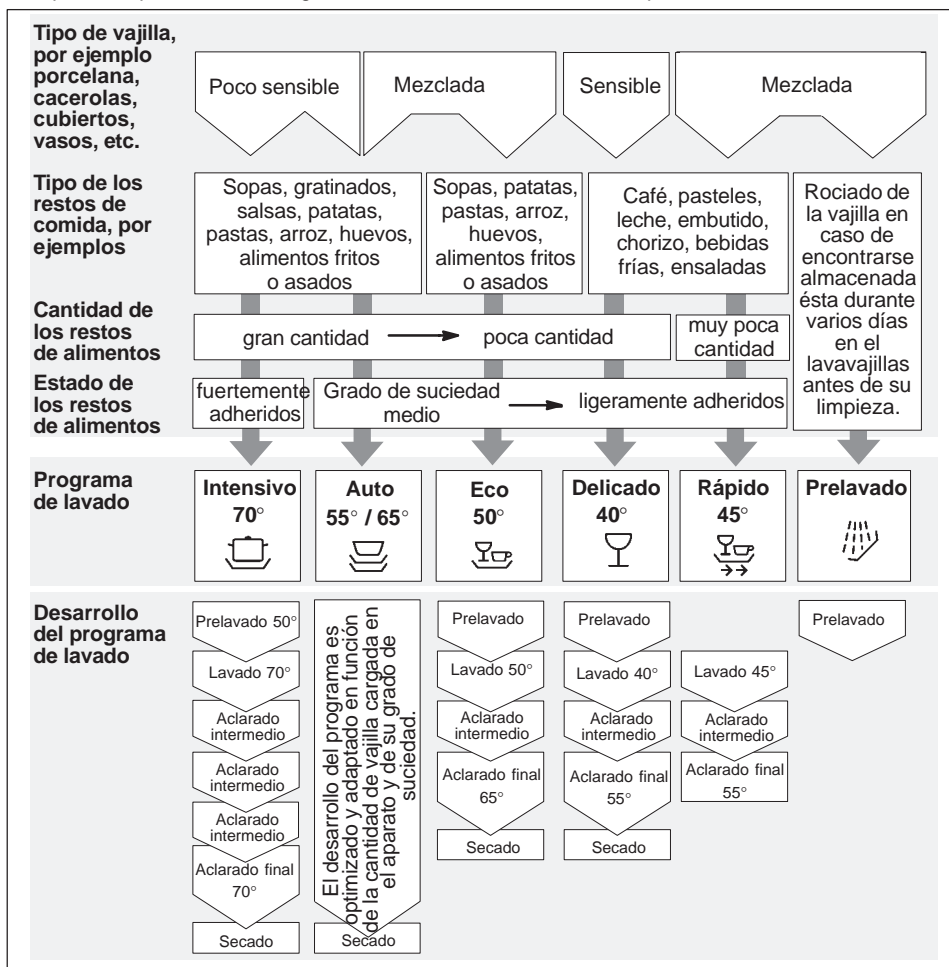 Tipo de vajilla,
por ejemplo
porcelana,
cacerolas,
cubiertos,
vasos, etc.
Poco sensible
Mezclada
Sensible
Mezclada
Tipo de los
restos de
comida, por
ejemplos
Sopas, gratinados,
salsas, patatas,
pastas, arroz, huevos,
alimentos fritos
o asados
Sopas, patatas,
pastas, arroz,
huevos,
alimentos fritos
o asados
Café, pasteles,
leche, embutido,
chorizo, bebidas
frías, ensaladas
Rociado de
la vajilla en
caso de
encontrarse
almacenada
ésta durante
varios días
en el
lavavajillas
antes de su
limpieza.
Cantidad de
los restos
de alimentos
gran cantidad
poca cantidad
muy poca
cantidad
Estado de
los restos
de alimentos
fuertemente
adheridos
Grado de suciedad
medio
ligeramente adheridos
Programa
de lavado
Intensivo
70°
Auto
55° / 65°
Eco
50°
Delicado
40°
Rápido
45°
Prelavado
Desarrollo
del programa
de lavado
Prelavado 50°
Lavado 70°
Aclarado
intermedio
Aclarado
intermedio
Aclarado
intermedio
Aclarado final
70°
Secado
El desarrollo del programa es
optimizado y adaptado en función
de la cantidad de vajilla cargada en
el aparato y de su grado de
suciedad.
Secado
Prelavado
Lavado 50°
Aclarado
intermedio
Aclarado final
65°
Secado
Prelavado
Lavado 40°
Aclarado
intermedio
Aclarado final
55°
Secado
Lavado 45°
Aclarado
intermedio
Aclarado final
55°
Prelavado